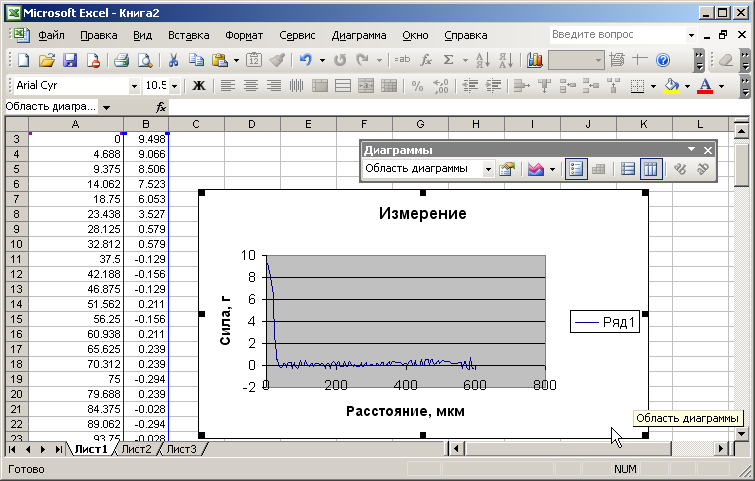 Microsoft Excel - Книга2
Файл Правка Вид Вставка Формат Сервис Диаграмма Окно Справка Введите вопрос
Arial Cyr 10.5 Ж
Область диагра... fx
A B C D E F G H I J K L
3 0 9.498
4 4.688 9.066
5 9.375 8.506
6 14.062 7.523
7 18.75 6.053
8 23.438 3.527
9 28.125 0.579
10 32.812 0.579
11 37.5 -0.129
12 42.188 -0.156
13 46.875 -0.129
14 51.562 0.211
15 56.25 -0.156
16 60.938 0.211
17 65.625 0.239
18 70.312 0.239
19 75 -0.294
20 79.688 0.239
21 84.375 -0.028
22 89.062 -0.294
23 93.75 -0.028
Диаграммы
Область диаграммы
Измерение
Сила, г
10
8
6
4
2
0
-2
0 200 400 600 800
Расстояние, мкм
Ряд1
Область диаграммы
Лист1 Лист2 Лист3
Готово NUM